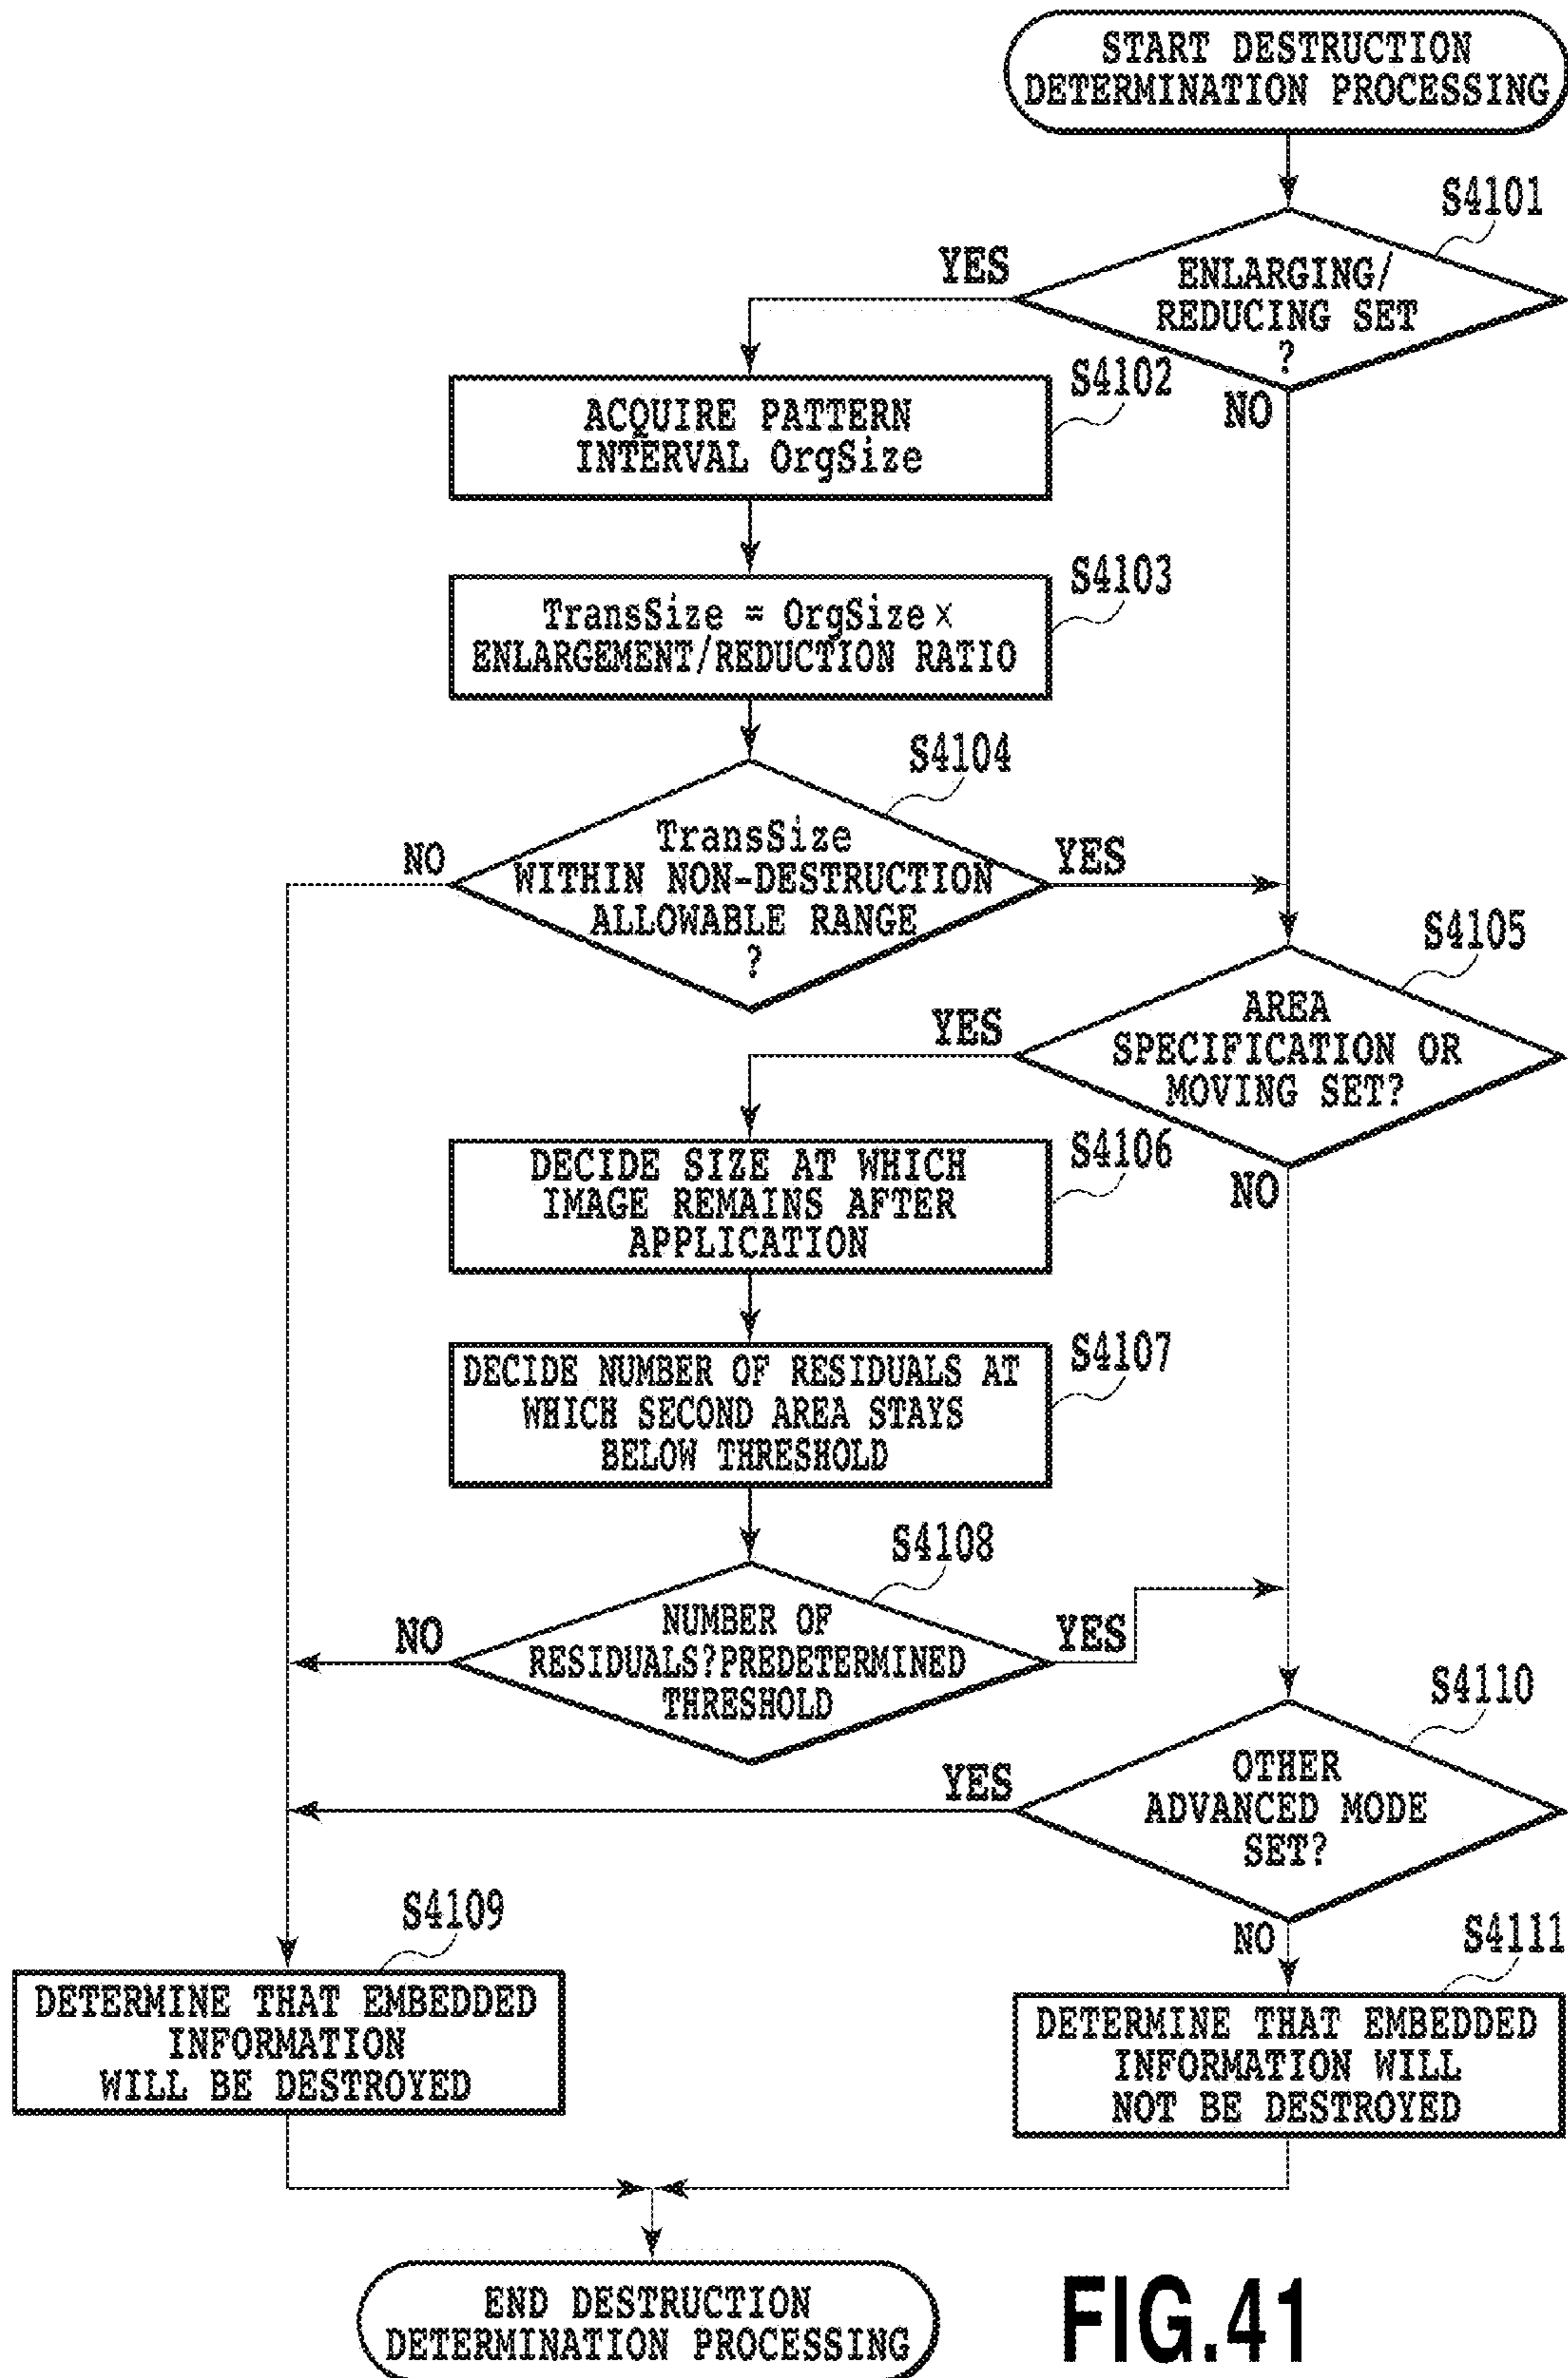 START DESTRUCTION
DETERMINATION PROCESSING
S4101
YES
ENLARGING/
REDUCING SET
?
NO
S4102
ACQUIRE PATTERN
INTERVAL OrgSize
S4103
TransSize = OrgSize×
ENLARGEMENT/REDUCTION RATIO
S4104
NO
TransSize
WITHIN NON-DESTRUCTION
ALLOWABLE RANGE
?
YES
S4105
YES
AREA
SPECIFICATION OR
MOVING SET?
NO
S4106
DECIDE SIZE AT WHICH
IMAGE REMAINS AFTER
APPLICATION
S4107
DECIDE NUMBER OF RESIDUALS AT
WHICH SECOND AREA STAYS
BELOW THRESHOLD
S4108
NO
NUMBER OF
RESIDUALS?PREDETERMINED
THRESHOLD
YES
S4110
YES
OTHER
ADVANCED MODE
SET?
NO
S4109
DETERMINE THAT EMBEDDED
INFORMATION
WILL BE DESTROYED
S4111
DETERMINE THAT EMBEDDED
INFORMATION WILL
NOT BE DESTROYED
END DESTRUCTION
DETERMINATION PROCESSING
FIG.41